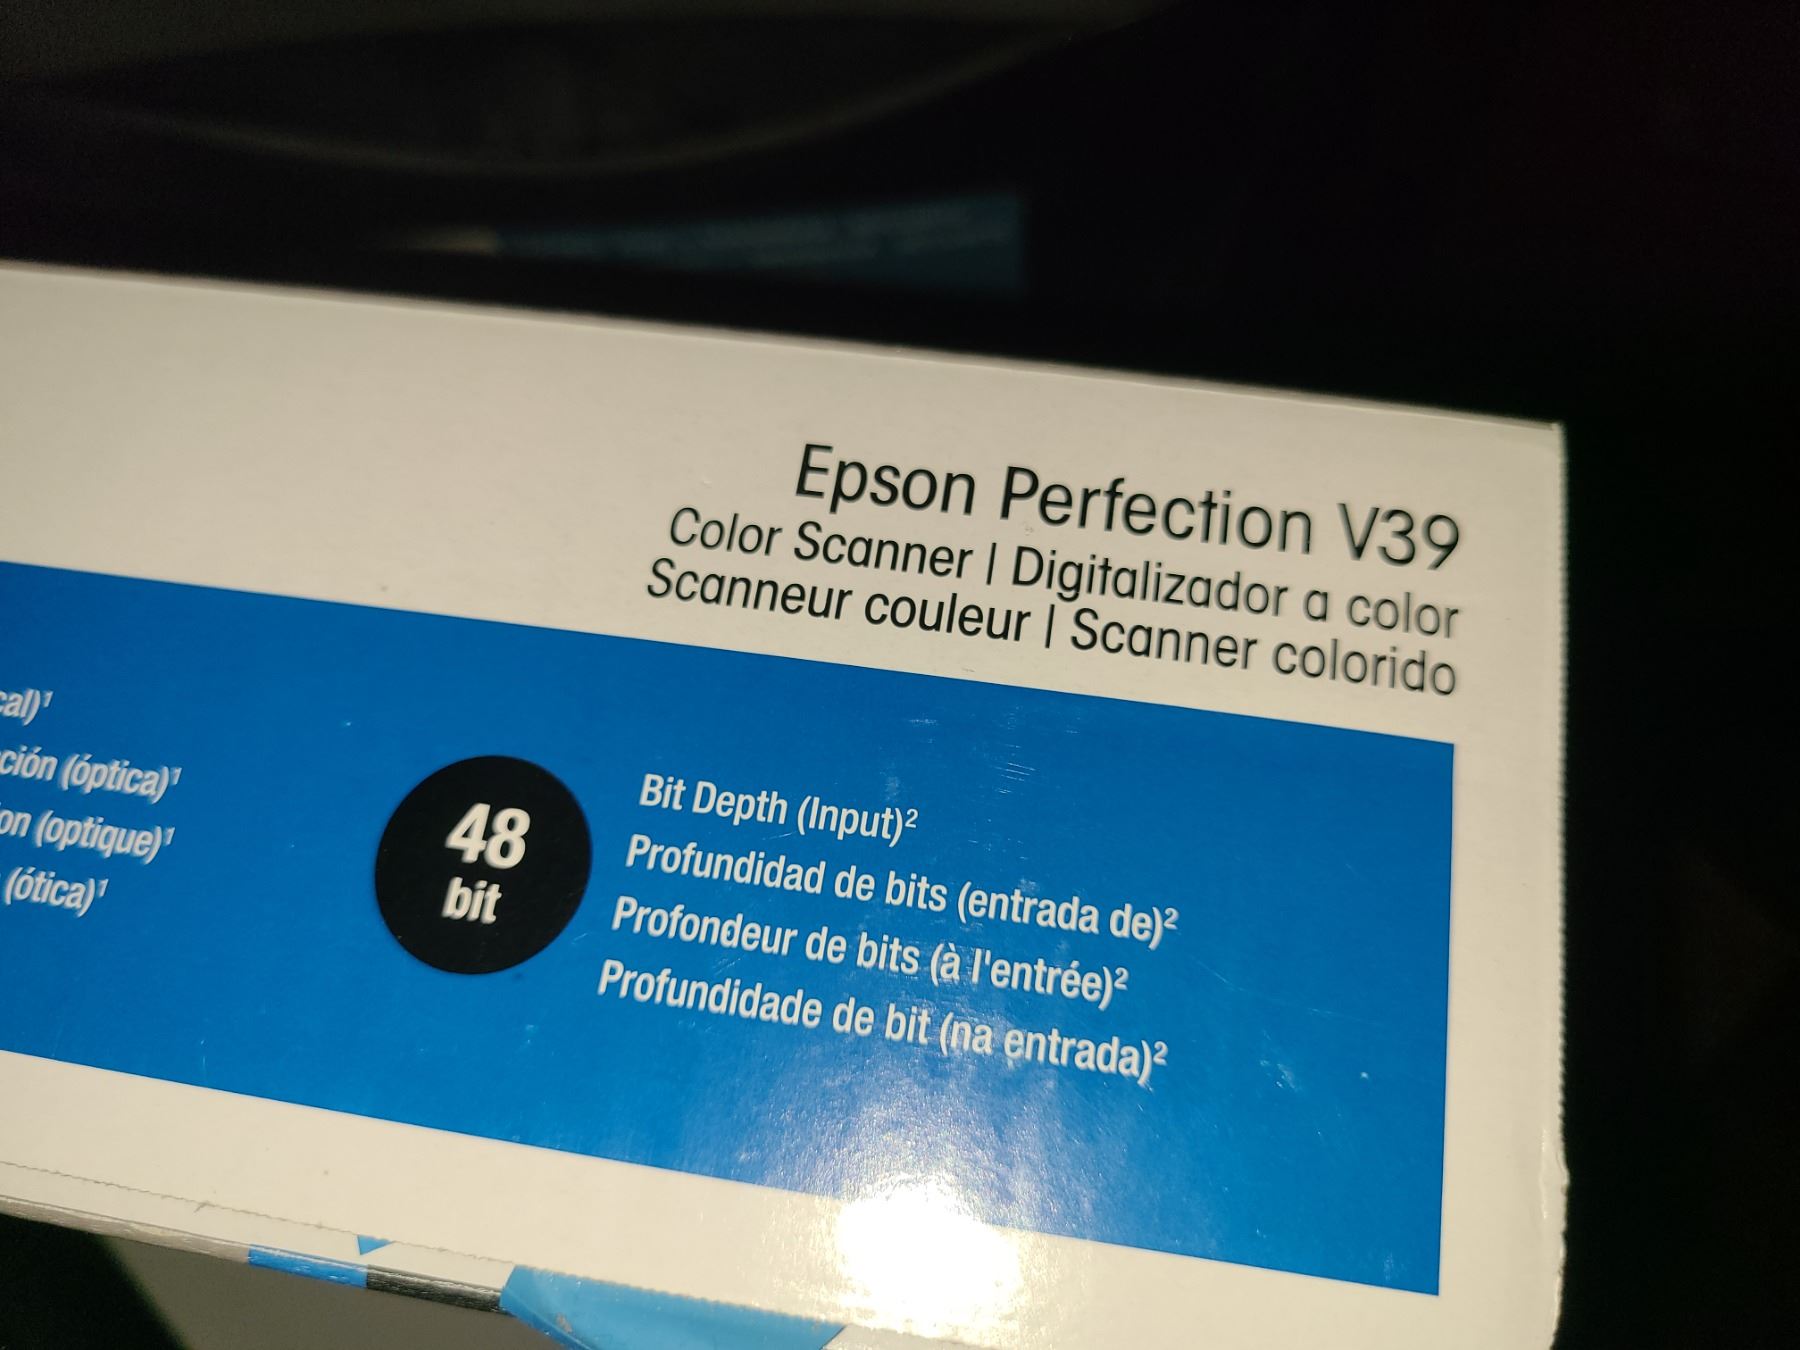 Epson Perfection V39
Color Scanner | Digitalizador a color
Scanneur couleur | Scanner colorido
cal)¹
ción (óptica)¹
on (optique)¹
(ótica)¹
48
bit
Bit Depth (Input)²
Profundidad de bits (entrada de)²
Profondeur de bits (à l'entrée)²
Profundidade de bit (na entrada)²